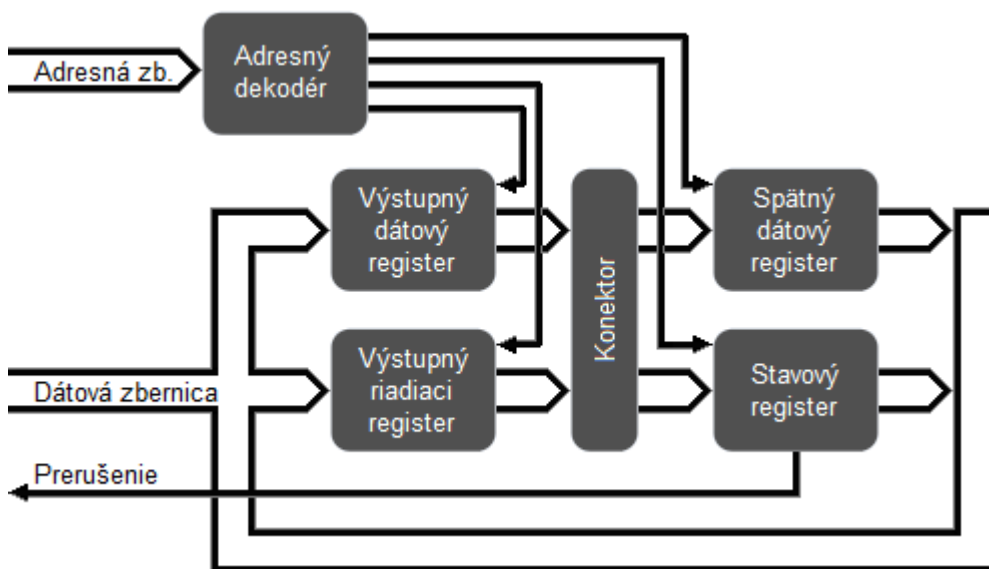 Adresná zb.
Adresný
dekodér
Výstupný
dátový
register
Konektor
Spätný
dátový
register
Dátová zbernica
Výstupný
riadiaci
register
Stavový
register
Prerušenie